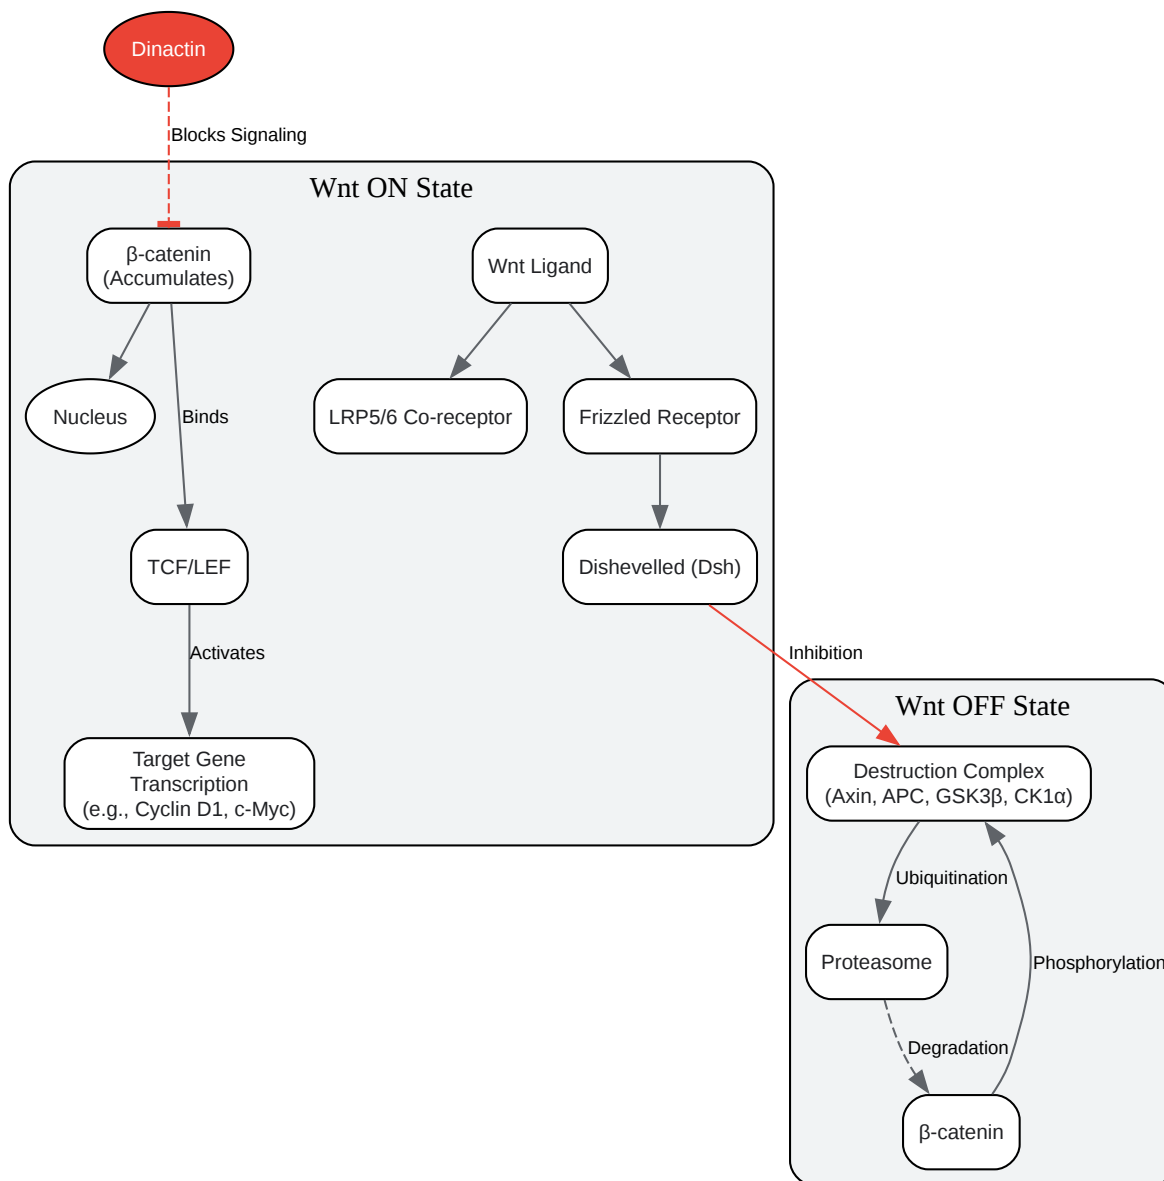 Dinactin
Blocks Signaling
Wnt ON State
β-catenin
(Accumulates)
Wnt Ligand
Nucleus
Binds
LRP5/6 Co-receptor
Frizzled Receptor
TCF/LEF
Dishevelled (Dsh)
Activates
Inhibition
Target Gene
Transcription
(e.g., Cyclin D1, c-Myc)
Wnt OFF State
Destruction Complex
(Axin, APC, GSK3β, CK1α)
Ubiquitination
Proteasome
Phosphorylation
Degradation
β-catenin